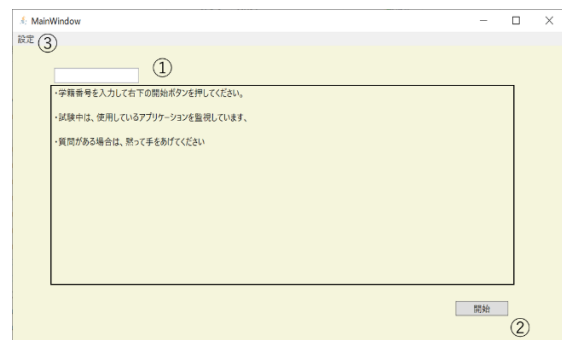 MainWindow
設定 ③
①
・学籍番号を入力して右下の開始ボタンを押してください。
・試験中は、使用しているアプリケーションを監視しています、
・質問がある場合は、黙って手をあげてください
開始
②